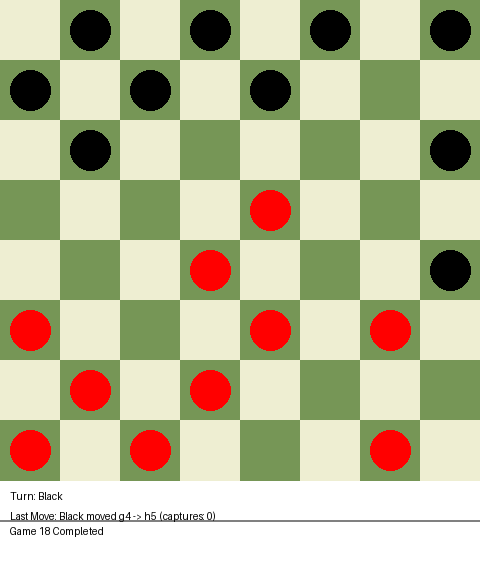 Turn: Black
Last Move: Black moved g4 -> h5 (captures: 0)
Game 18 Completed